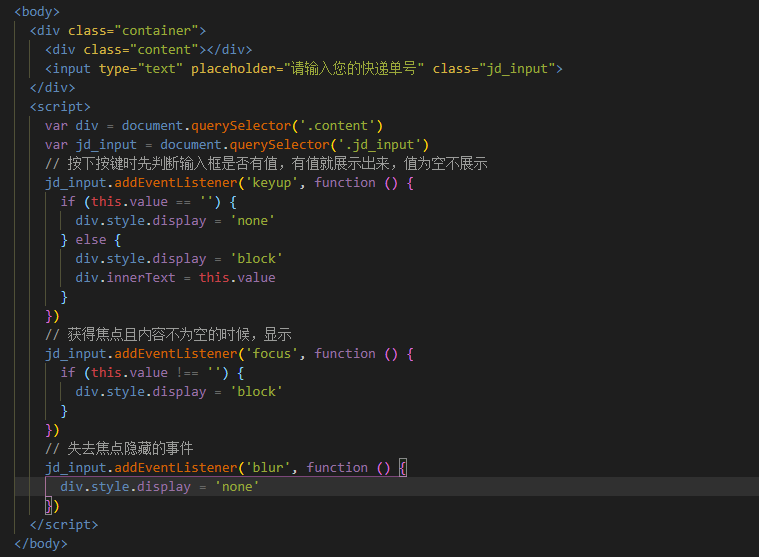 <body>
<div class="container">
<div class="content"></div>
<input type="text" placeholder="请输入您的快递单号" class="jd_input">
</div>
<script>
var div = document.querySelector('.content')
var jd_input = document.querySelector('.jd_input')
// 按下按键时先判断输入框是否有值，有值就展示出来，值为空不展示
jd_input.addEventListener('keyup', function () {
if (this.value == '') {
div.style.display = 'none'
} else {
div.style.display = 'block'
div.innerText = this.value
}
})
// 获得焦点且内容不为空的时候，显示
jd_input.addEventListener('focus', function () {
if (this.value !== '') {
div.style.display = 'block'
}
})
// 失去焦点隐藏的事件
jd_input.addEventListener('blur', function () {
div.style.display = 'none'
})
</script>
</body>